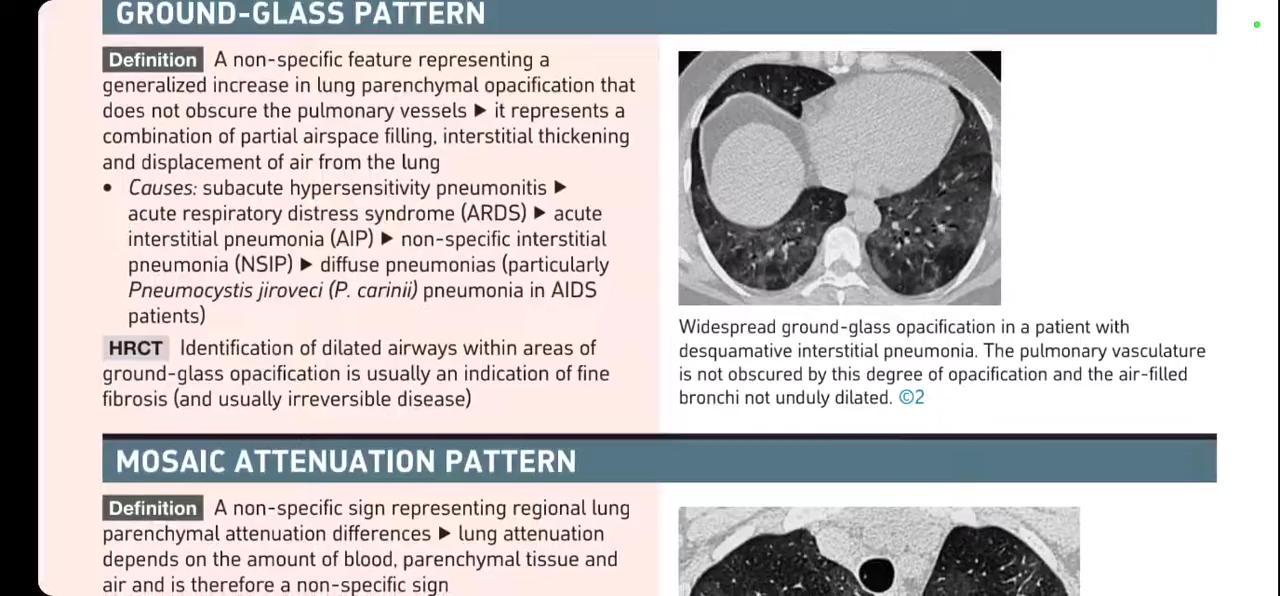 GROUND-GLASS PATTERN
Definition A non-specific feature representing a
generalized increase in lung parenchymal opacification that
does not obscure the pulmonary vessels ▶ it represents a
combination of partial airspace filling, interstitial thickening
and displacement of air from the lung
• Causes: subacute hypersensitivity pneumonitis ▶
acute respiratory distress syndrome (ARDS) ▶ acute
interstitial pneumonia (AIP) ▶ non-specific interstitial
pneumonia (NSIP) ▶ diffuse pneumonias (particularly
Pneumocystis jiroveci (P. carinii) pneumonia in AIDS
patients)
HRCT Identification of dilated airways within areas of
ground-glass opacification is usually an indication of fine
fibrosis (and usually irreversible disease)
Widespread ground-glass opacification in a patient with
desquamative interstitial pneumonia. The pulmonary vasculature
is not obscured by this degree of opacification and the air-filled
bronchi not unduly dilated. ©2
MOSAIC ATTENUATION PATTERN
Definition A non-specific sign representing regional lung
parenchymal attenuation differences ▶ lung attenuation
depends on the amount of blood, parenchymal tissue and
air and is therefore a non-specific sign